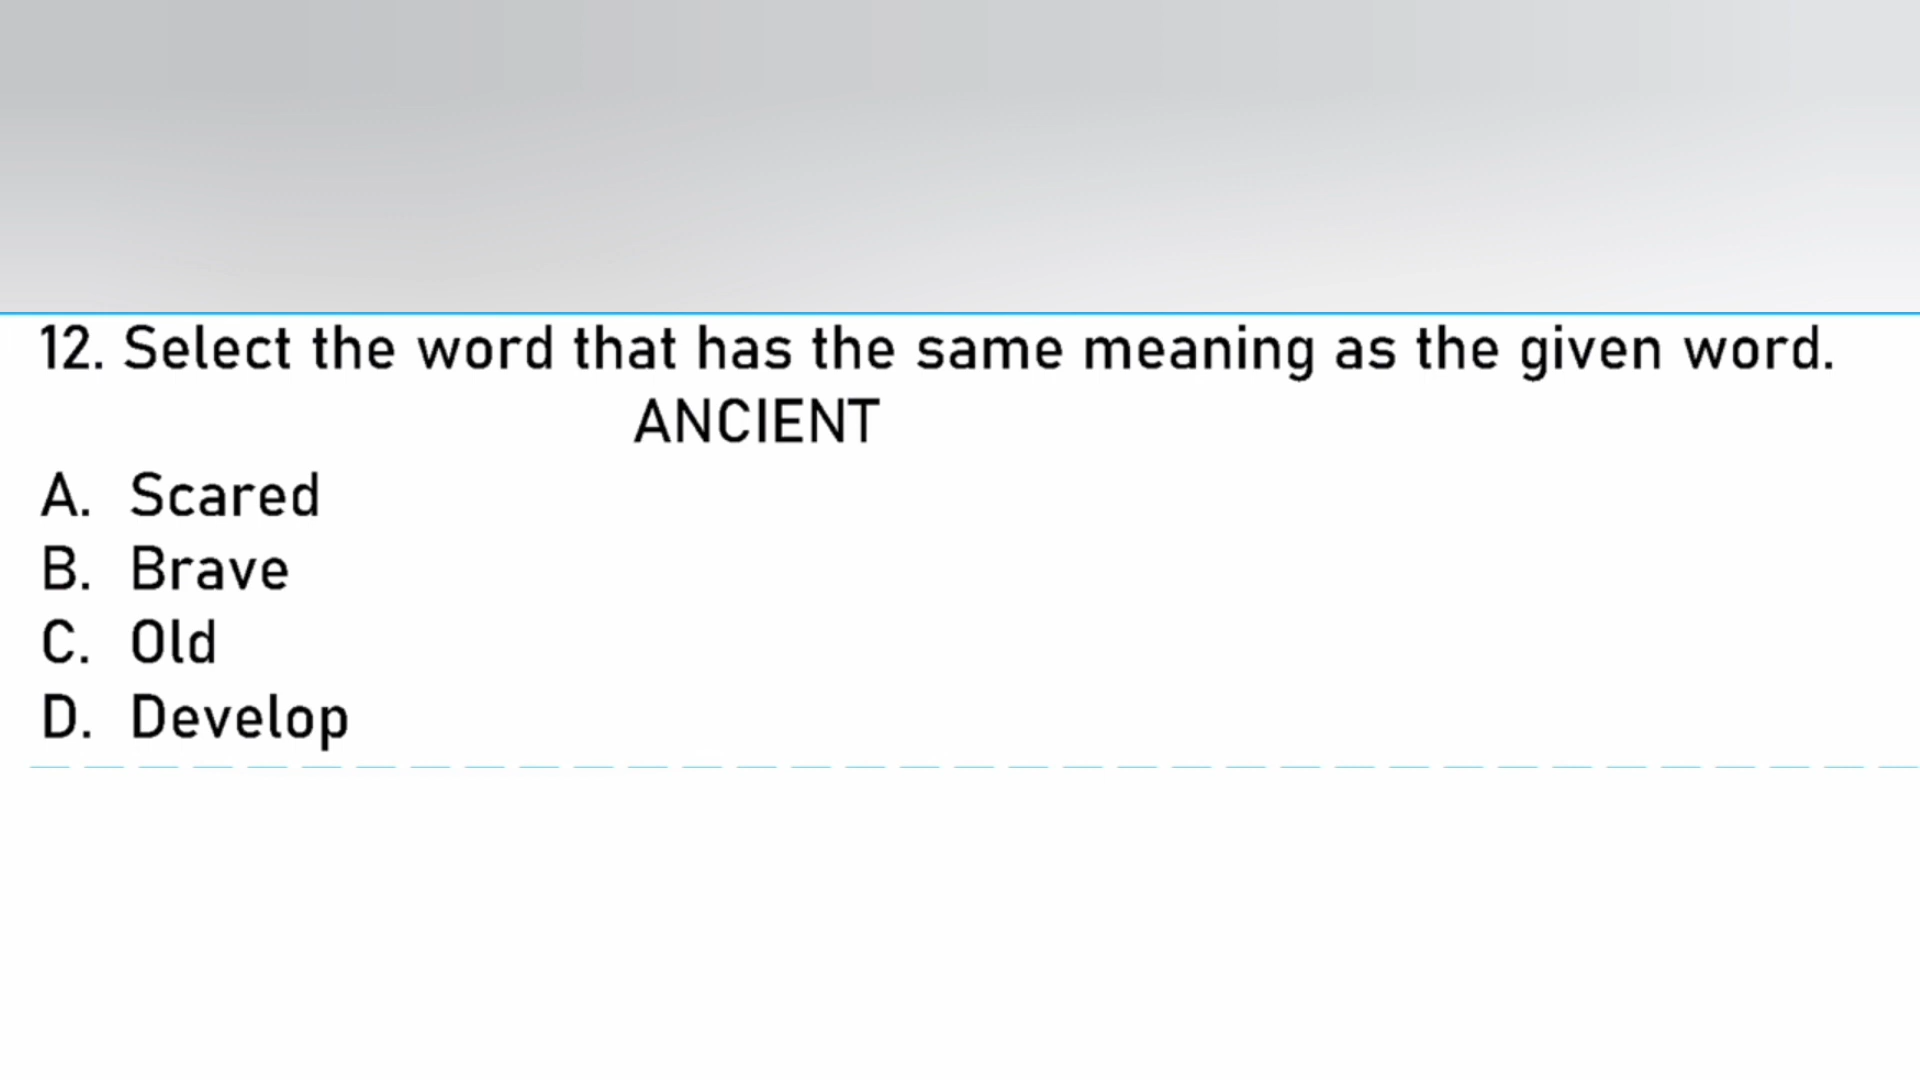 12. Select the word that has the same meaning as the given word.
ANCIENT
A. Scared
B. Brave
C. Old
D. Develop